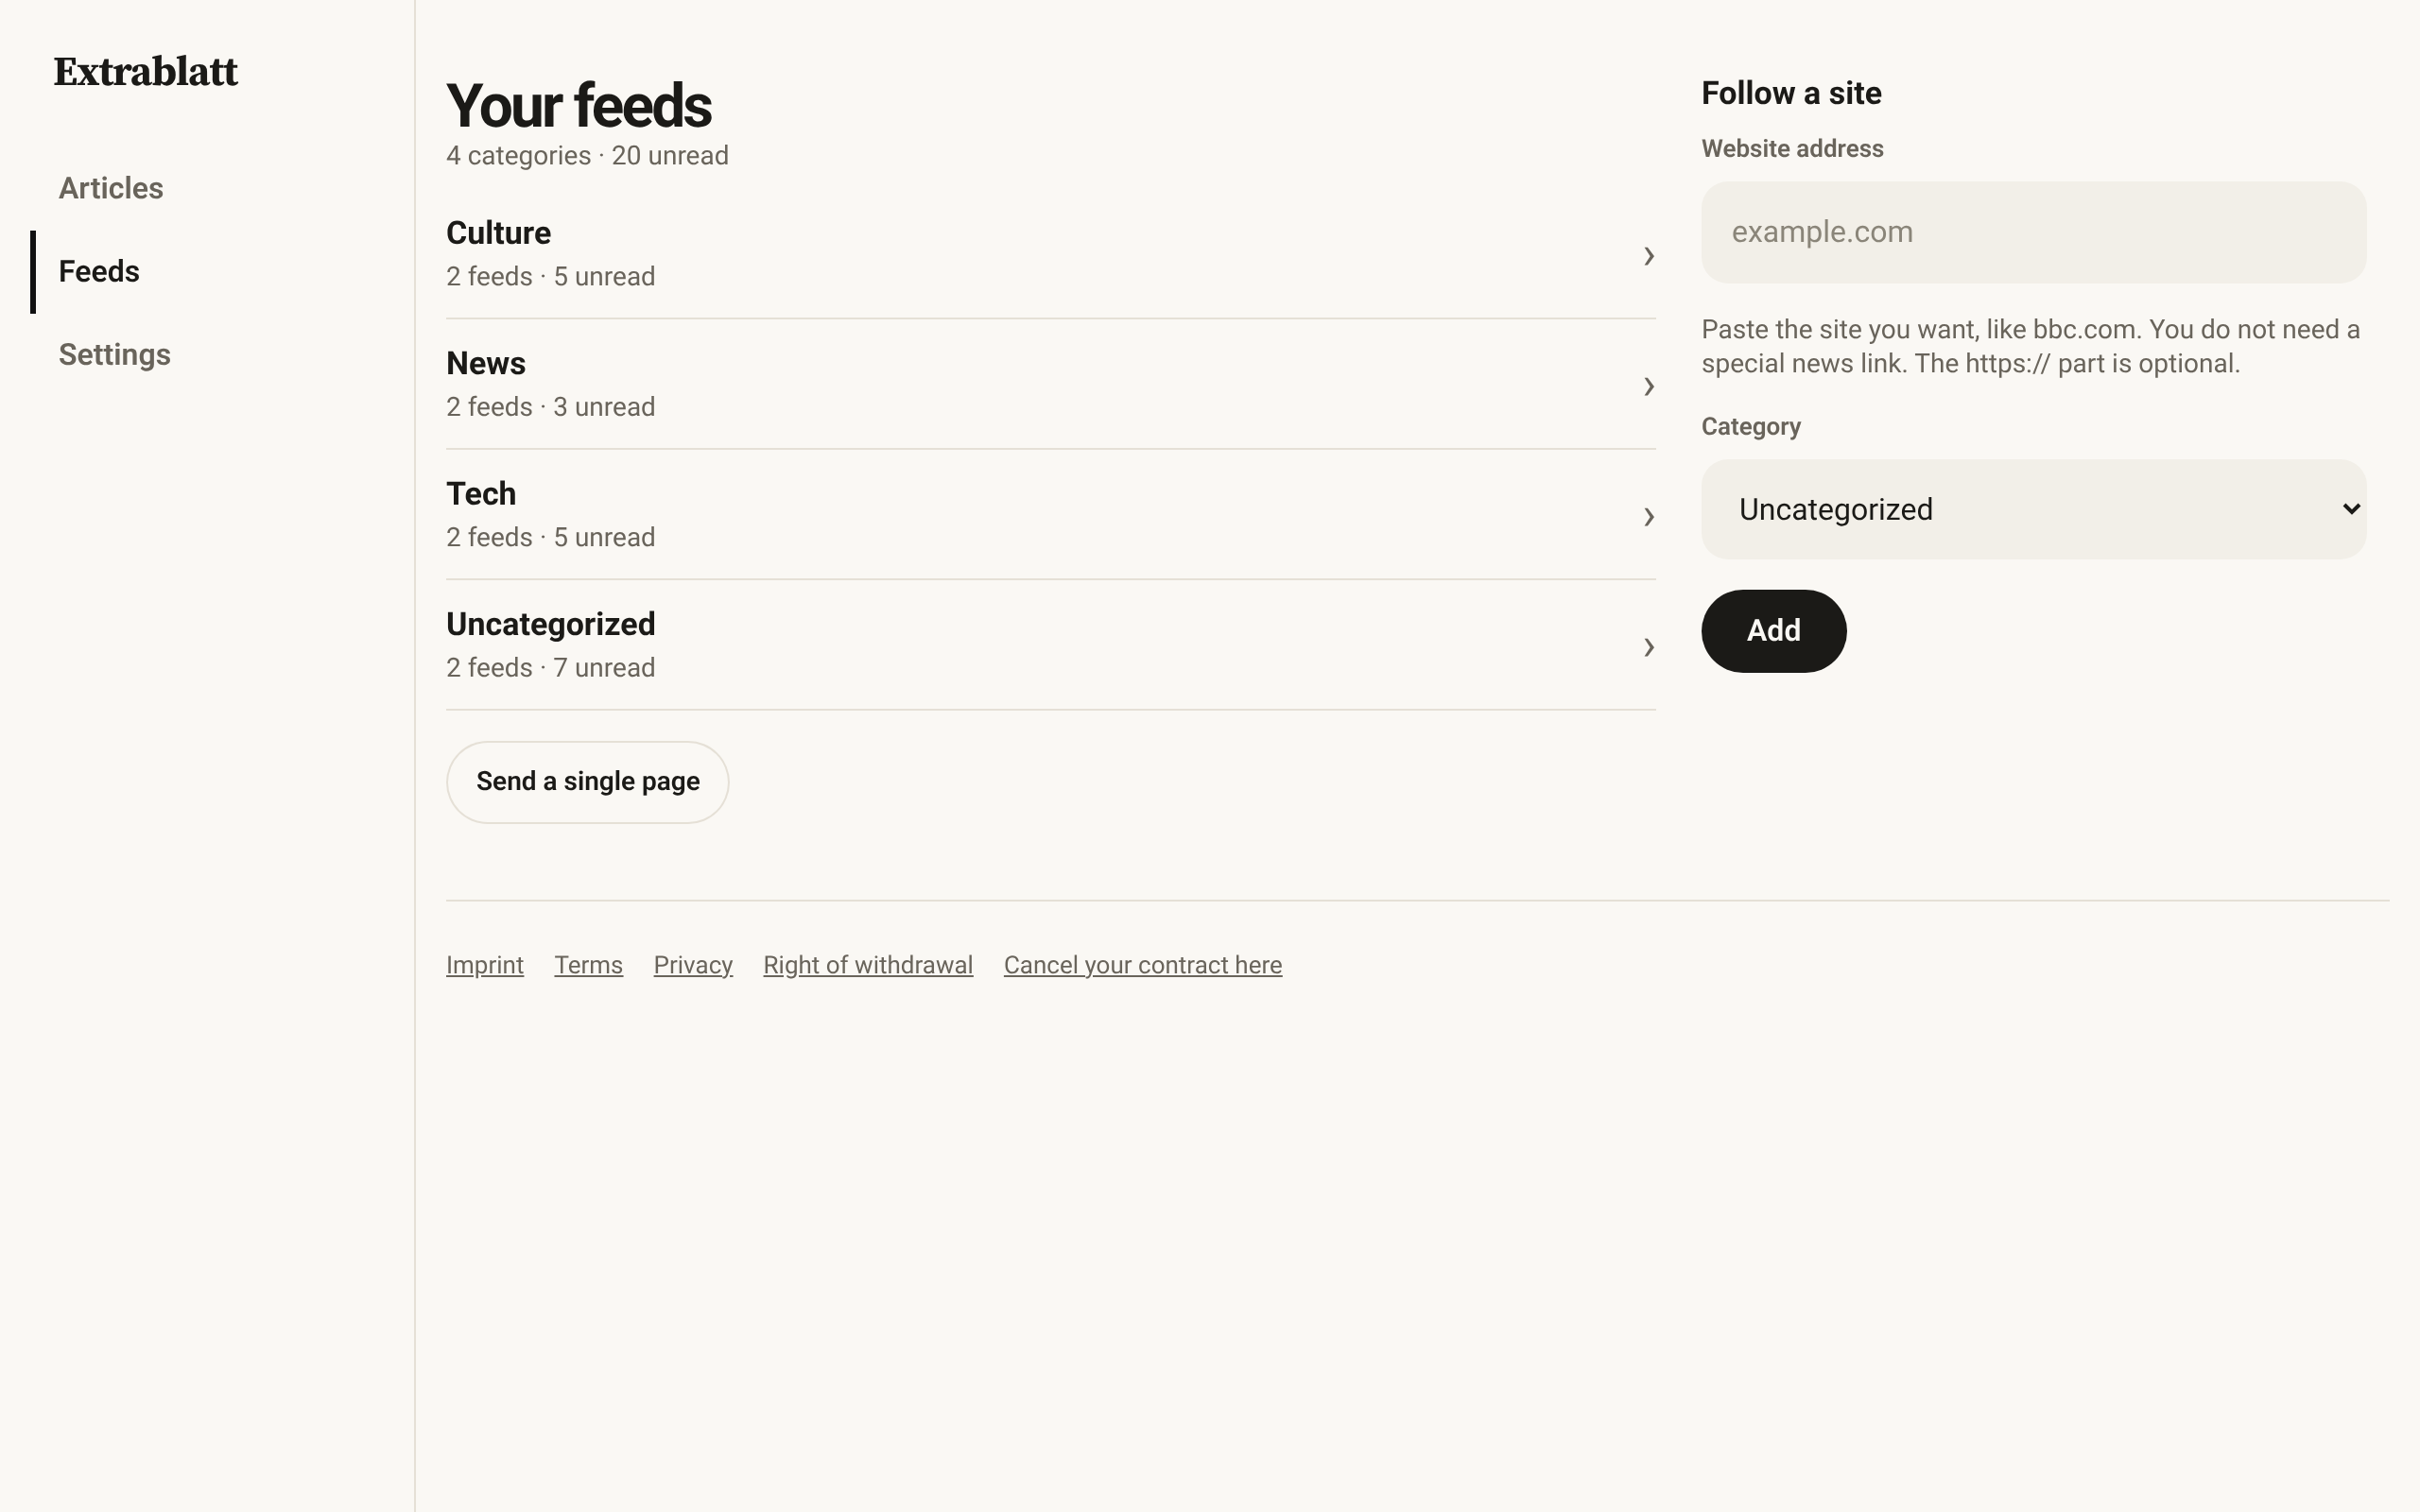 Extrablatt
Articles
Feeds
Settings
Your feeds
4 categories · 20 unread
Culture
2 feeds · 5 unread
›
News
2 feeds · 3 unread
›
Tech
2 feeds · 5 unread
›
Uncategorized
2 feeds · 7 unread
›
Send a single page
Follow a site
Website address
example.com
Paste the site you want, like bbc.com. You do not need a
special news link. The https:// part is optional.
Category
Uncategorized
Add
Imprint Terms Privacy Right of withdrawal Cancel your contract here